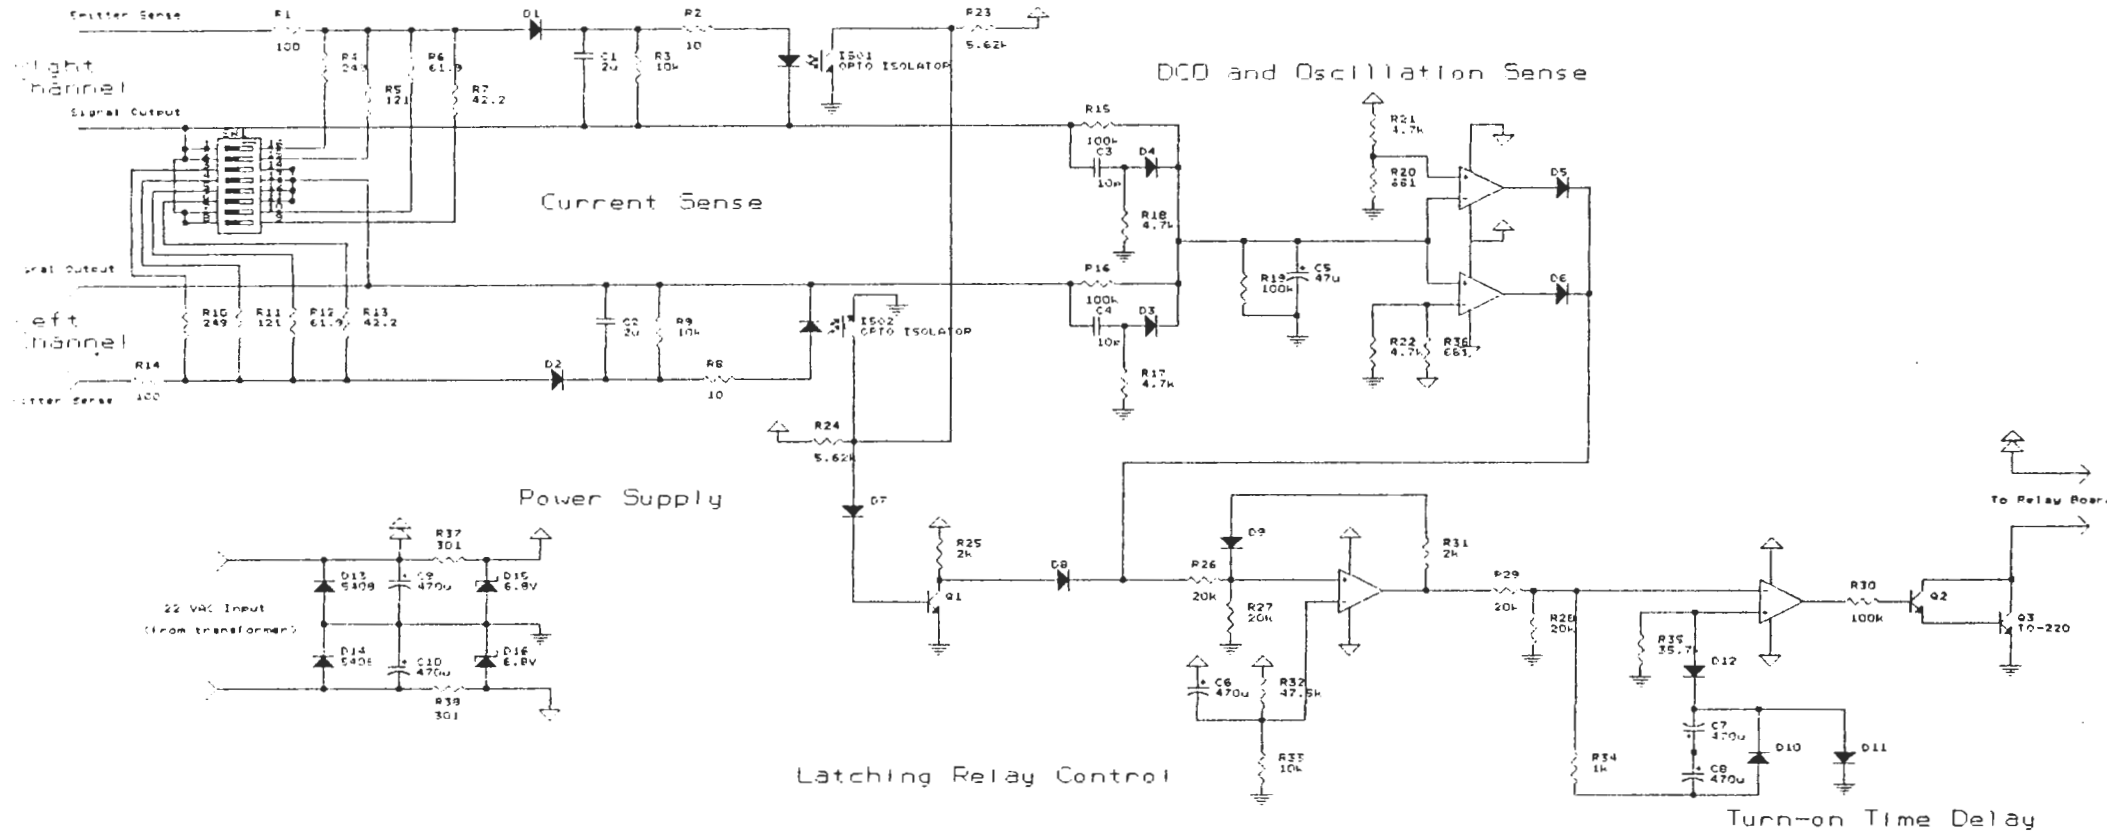 Emitter Sense
R1
100
D1
R2
10
R23
5.62k
R4
249
R5
121
R6
61.9
R7
42.2
C1
2u
R3
10k
ISO1
OPTO ISOLATOR
Channel
Signal Output
Current Sense
DCO and Oscillation Sense
R15
100k
C3
D4
R18
4.7k
R21
4.7k
R20
661
D5
R16
100k
C4
D3
R17
4.7k
R19
100k
C5
47u
D6
R22
4.7k
R36
Output
R10
249
R11
121
R12
61.9
R13
42.2
Channel
R14
100
Sense
D2
C2
2u
R9
10k
R8
10
ISO2
OPTO ISOLATOR
R24
5.62k
D7
Power Supply
R37
301
D13
5408
C9
470u
D15
6.8V
22 VAC Input
(from transformer)
D14
5408
C10
470u
D16
6.8V
R38
301
R25
2k
Q1
D8
D9
R26
20k
R27
20k
R31
2k
C6
470u
R32
47.5k
R33
10k
Latching Relay Control
R29
20k
R28
20k
R34
1k
R35
35.7k
D12
C7
470u
C8
470u
D10
D11
R30
100k
Q2
Q3
TO-220
To Relay Board
Turn-on Time Delay